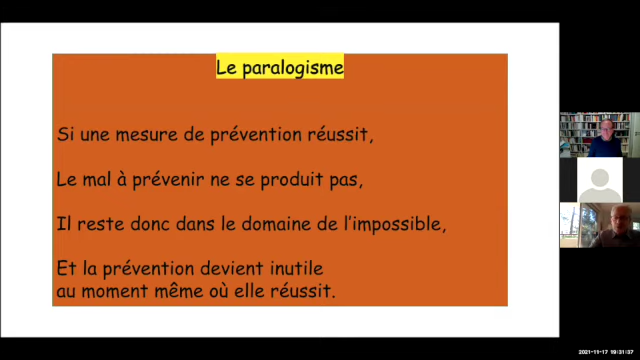 Le paralogisme
Si une mesure de prévention réussit,
Le mal à prévenir ne se produit pas,
Il reste donc dans le domaine de l’impossible,
Et la prévention devient inutile
au moment même où elle réussit.
2021-11-17 19:31:37